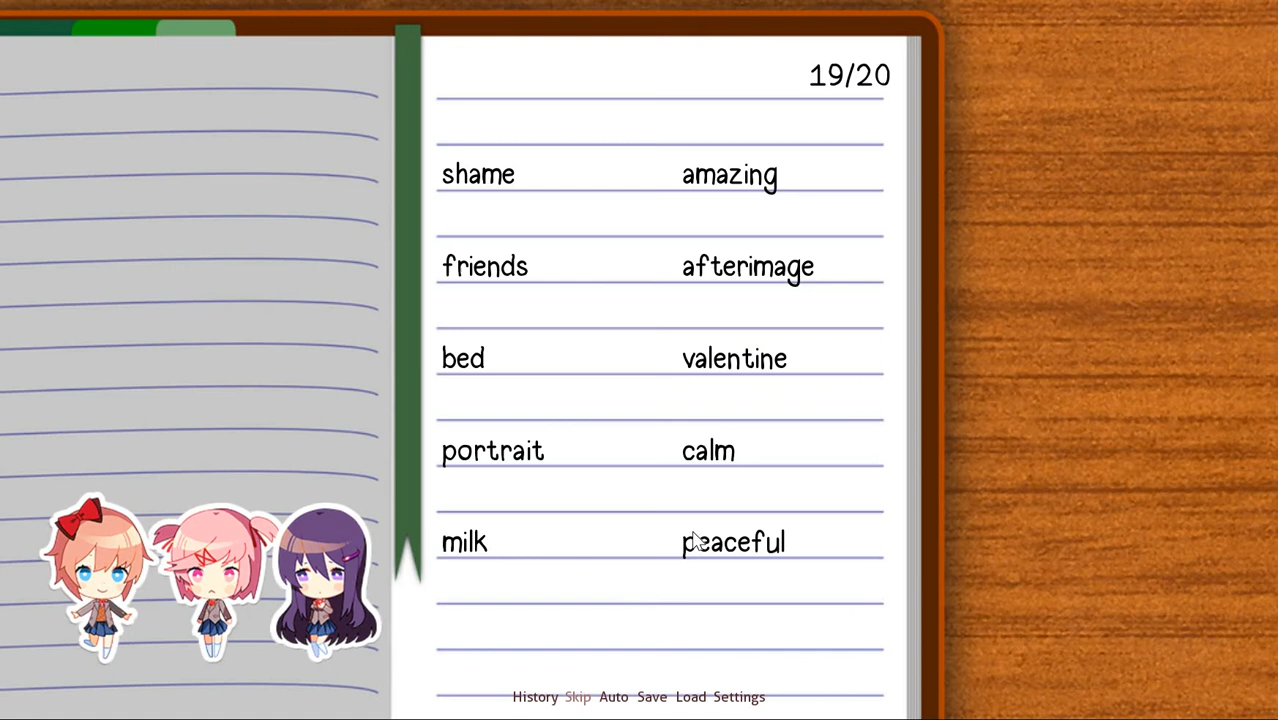 19/20
shame amazing
friends afterimage
bed valentine
portrait calm
milk peaceful
History Skip Auto Save Load Settings